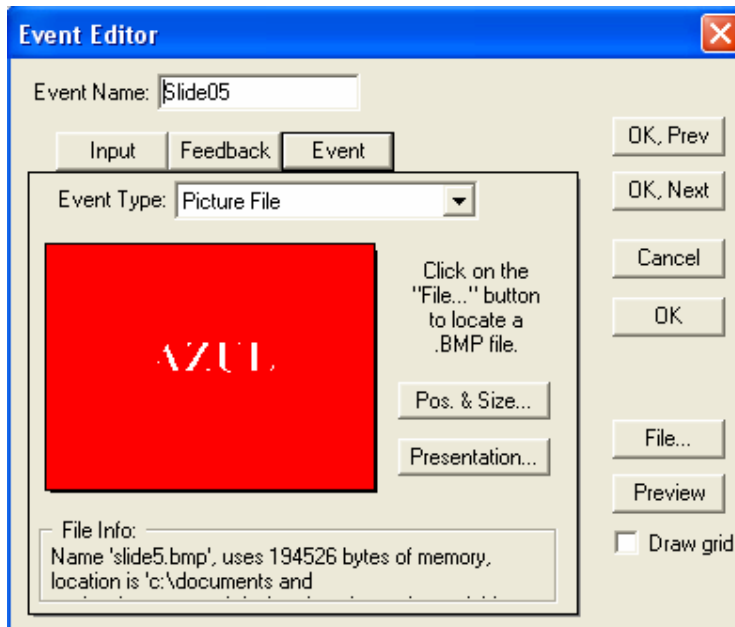 Event Editor
Event Name: Slide05
OK, Prev
Input Feedback Event
OK, Next
Event Type: Picture File
Cancel
Click on the
"File..." button
to locate a
.BMP file.
OK
AZUL
Pos. & Size...
File...
Presentation...
Preview
Draw grid
File Info:
Name 'slide5.bmp', uses 194526 bytes of memory,
location is 'c:\documents and